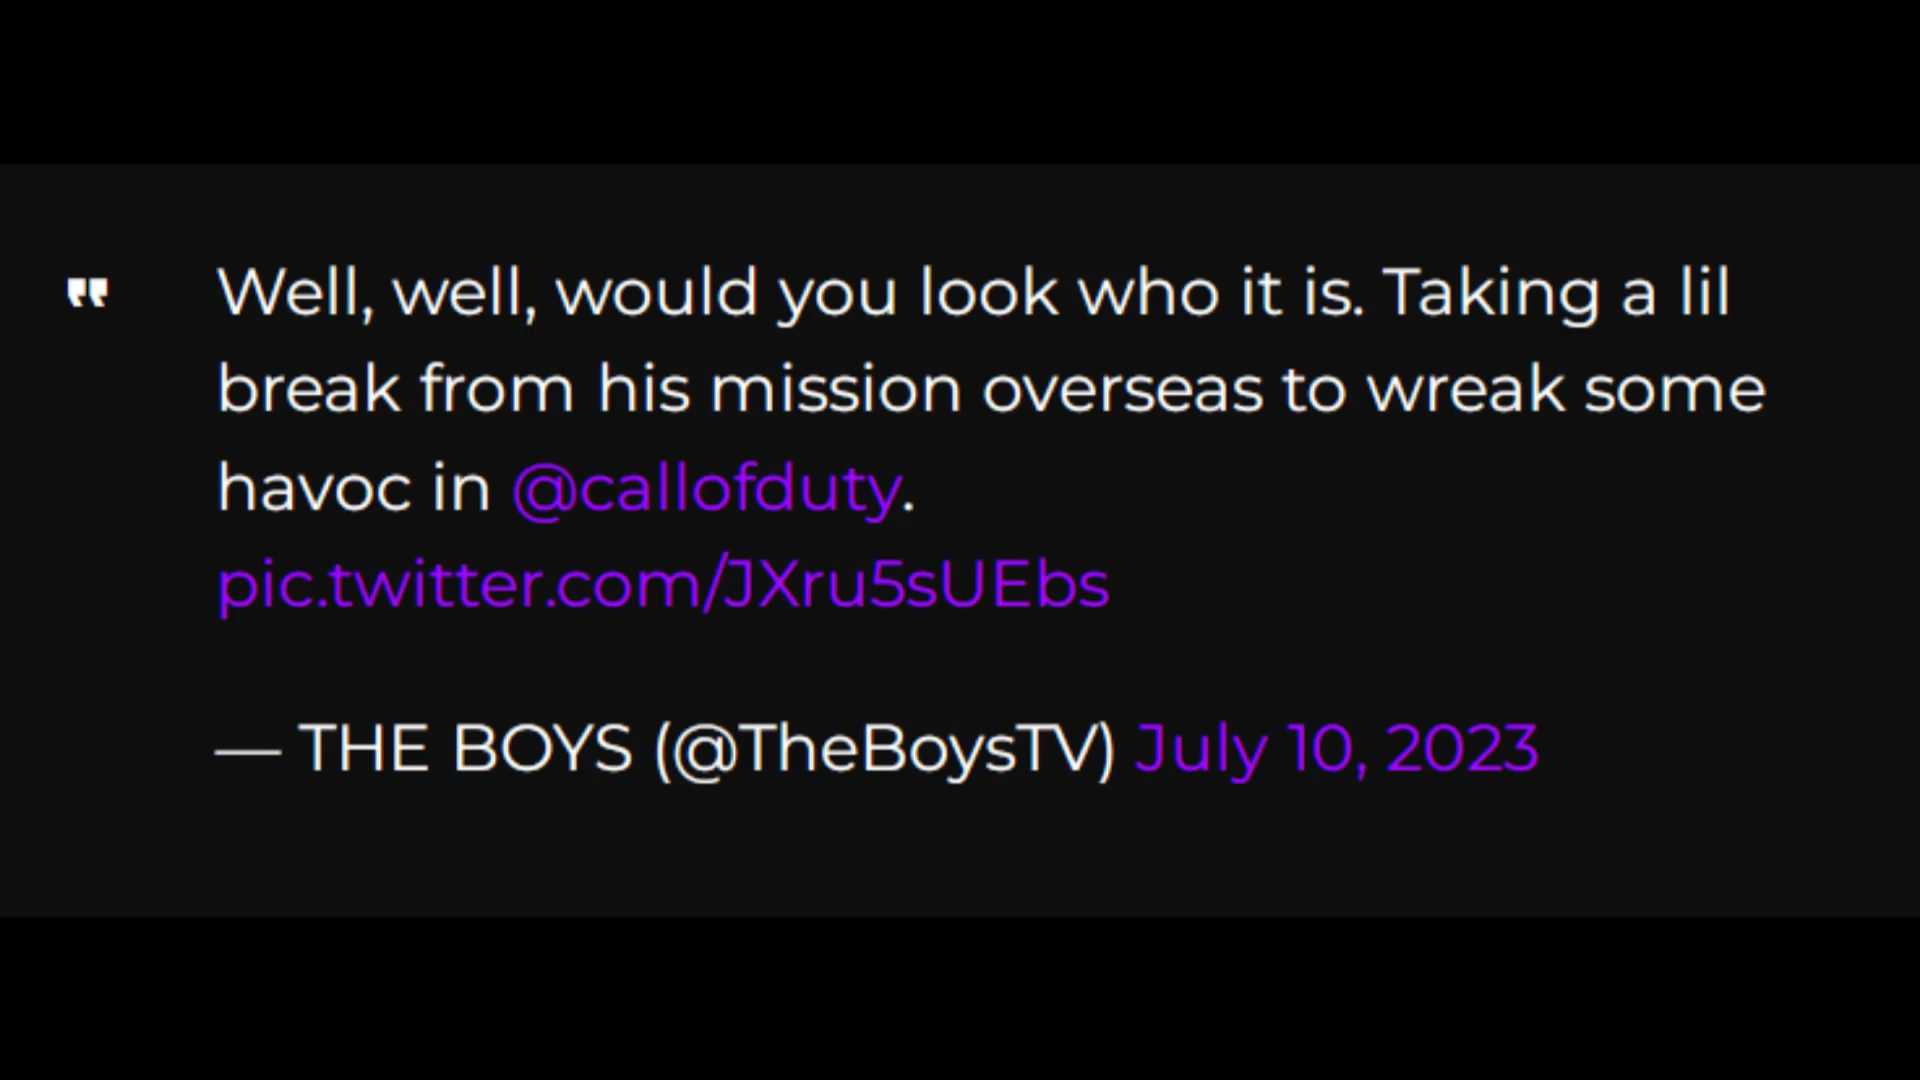 " Well, well, would you look who it is. Taking a lil
break from his mission overseas to wreak some
havoc in @callofduty.
pic.twitter.com/JXru5sUEbs
— THE BOYS (@TheBoysTV) July 10, 2023